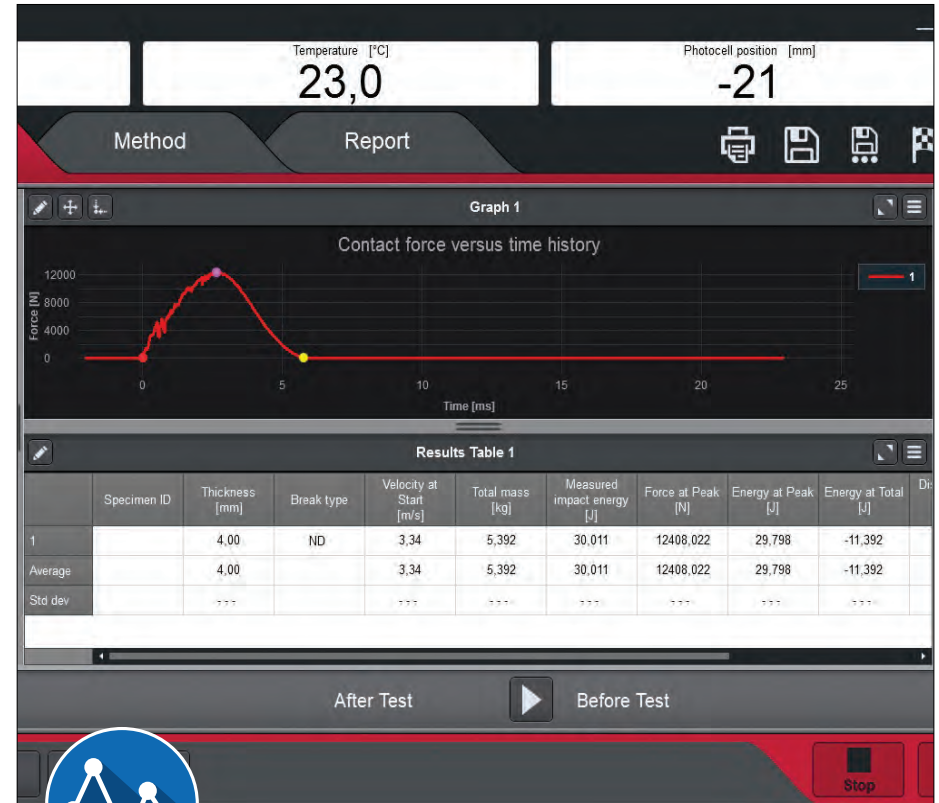 Temperature [°C]
23,0
Photocell position [mm]
-21
Method
Report
Graph 1
Contact force versus time history
Force [N]
12000
8000
4000
0
1
0 5 10 15 20 25
Time [ms]
Results Table 1
Specimen ID Thickness [mm] Break type Velocity at Start [m/s] Total mass [kg] Measured impact energy [J] Force at Peak [N] Energy at Peak [J] Energy at Total [J]
1 4,00 ND 3,34 5,392 30,011 12408,022 29,798 -11,392
Average 4,00 3,34 5,392 30,011 12408,022 29,798 -11,392
Std dev --- --- --- --- --- --- ---
After Test Before Test
Stop